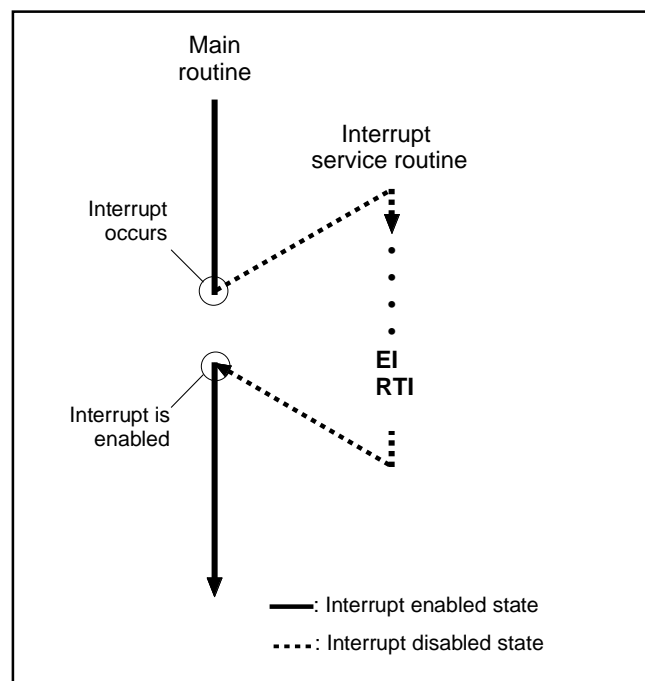 Main
routine
Interrupt
service routine
Interrupt
occurs
EI
RTI
Interrupt is
enabled
: Interrupt enabled state
: Interrupt disabled state